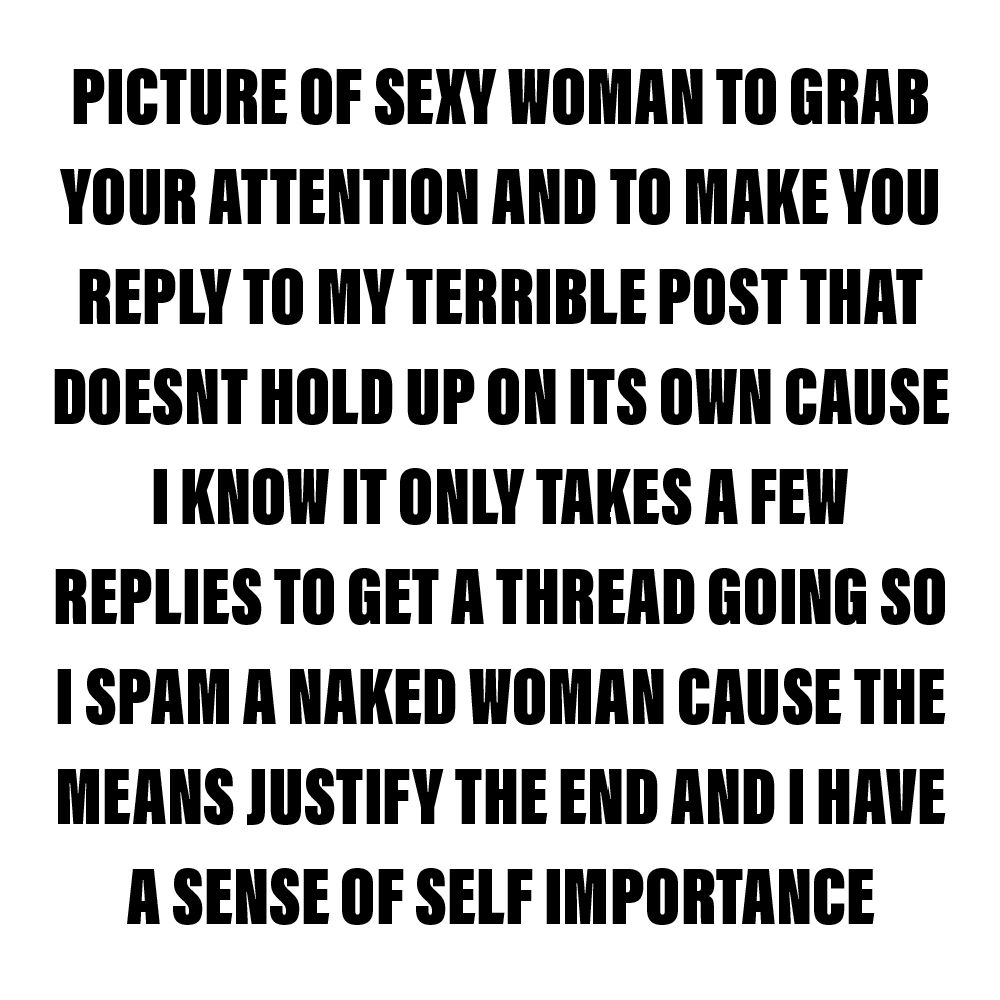 PICTURE OF SEXY WOMAN TO GRAB
YOUR ATTENTION AND TO MAKE YOU
REPLY TO MY TERRIBLE POST THAT
DOESNT HOLD UP ON ITS OWN CAUSE
I KNOW IT ONLY TAKES A FEW
REPLIES TO GET A THREAD GOING SO
I SPAM A NAKED WOMAN CAUSE THE
MEANS JUSTIFY THE END AND I HAVE
A SENSE OF SELF IMPORTANCE